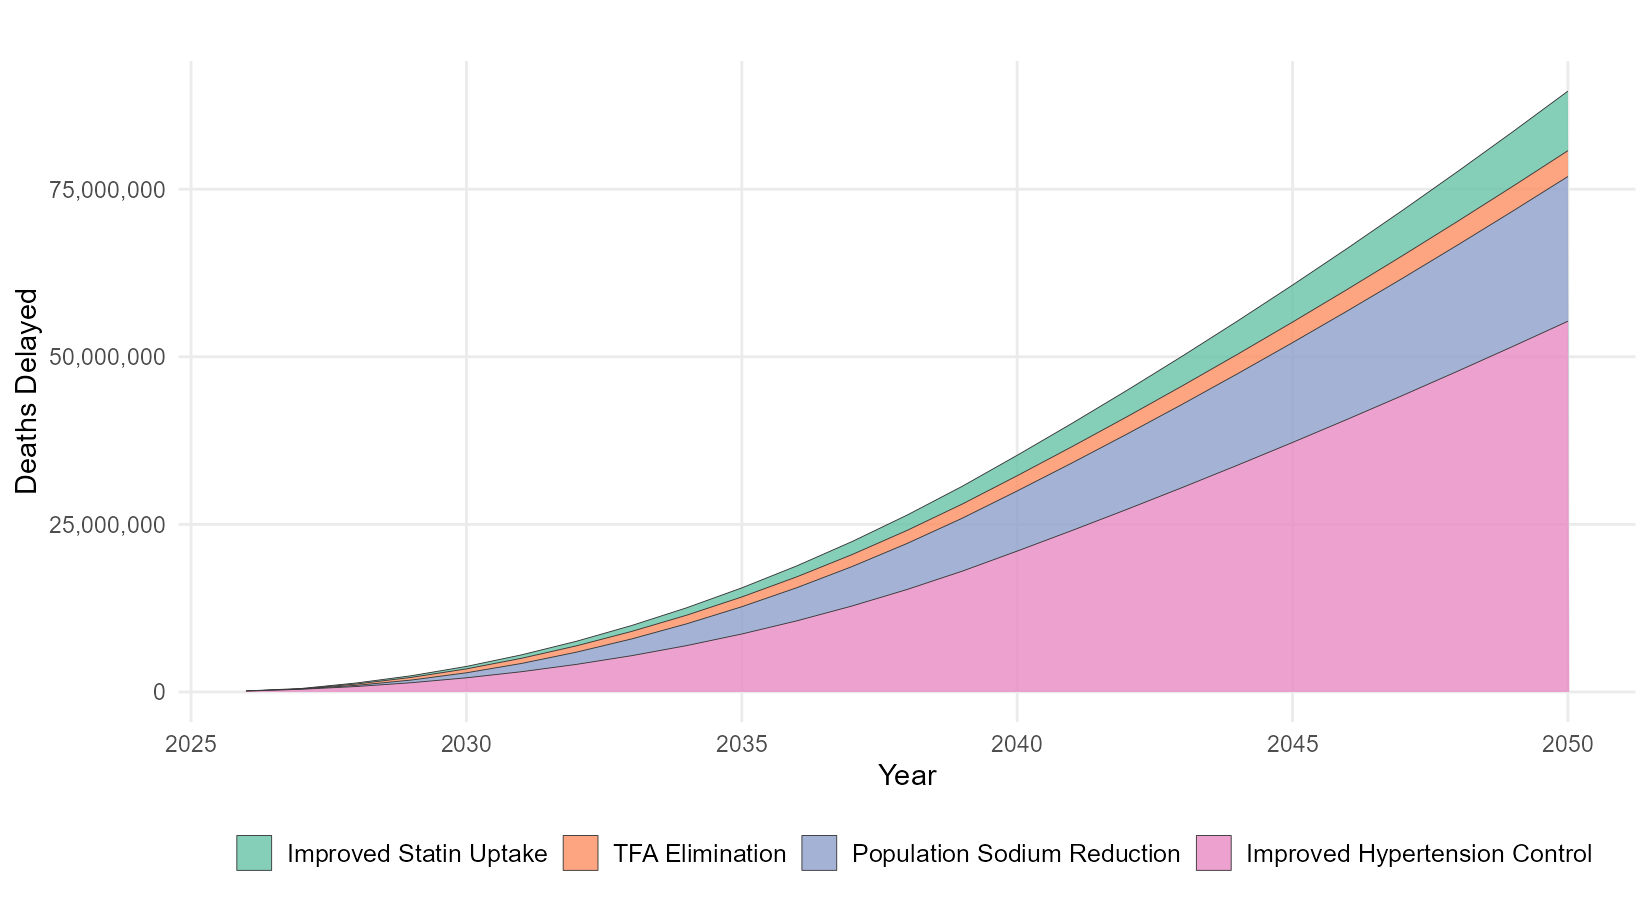 Deaths Delayed
75,000,000
50,000,000
25,000,000
0
2025 2030 2035 2040 2045 2050
Year
Improved Statin Uptake TFA Elimination Population Sodium Reduction Improved Hypertension Control